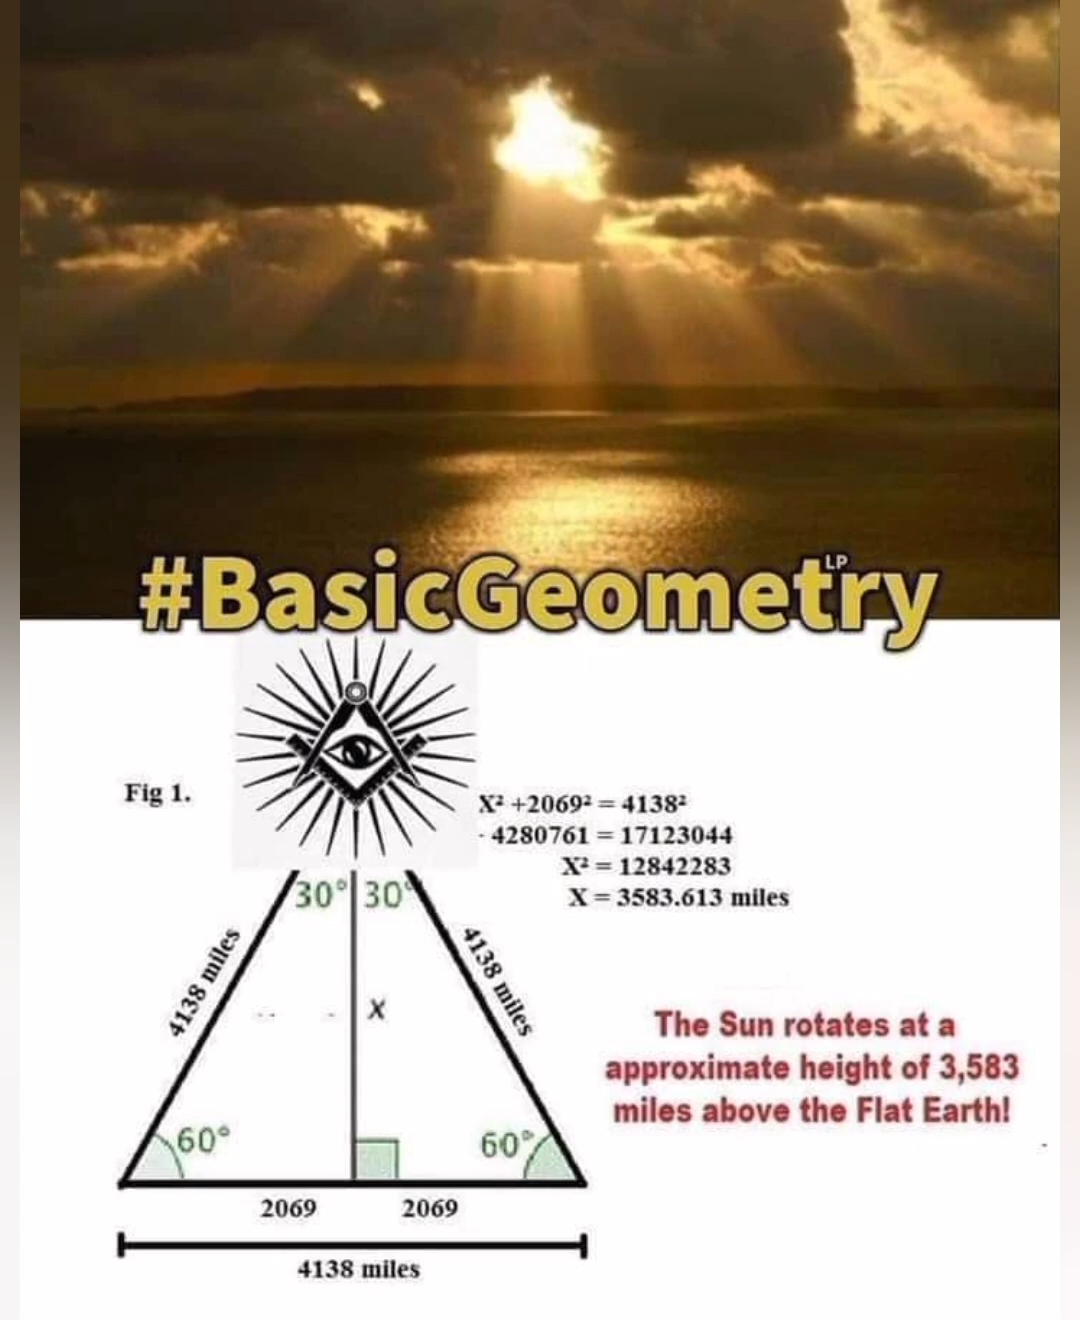 LP
#BasicGeometry
Fig 1.
X² +2069² = 4138²
- 4280761 = 17123044
X² = 12842283
X = 3583.613 miles
30° 30°
4138 miles
4138 miles
X
The Sun rotates at a
approximate height of 3,583
miles above the Flat Earth!
60° 60°
2069 2069
4138 miles